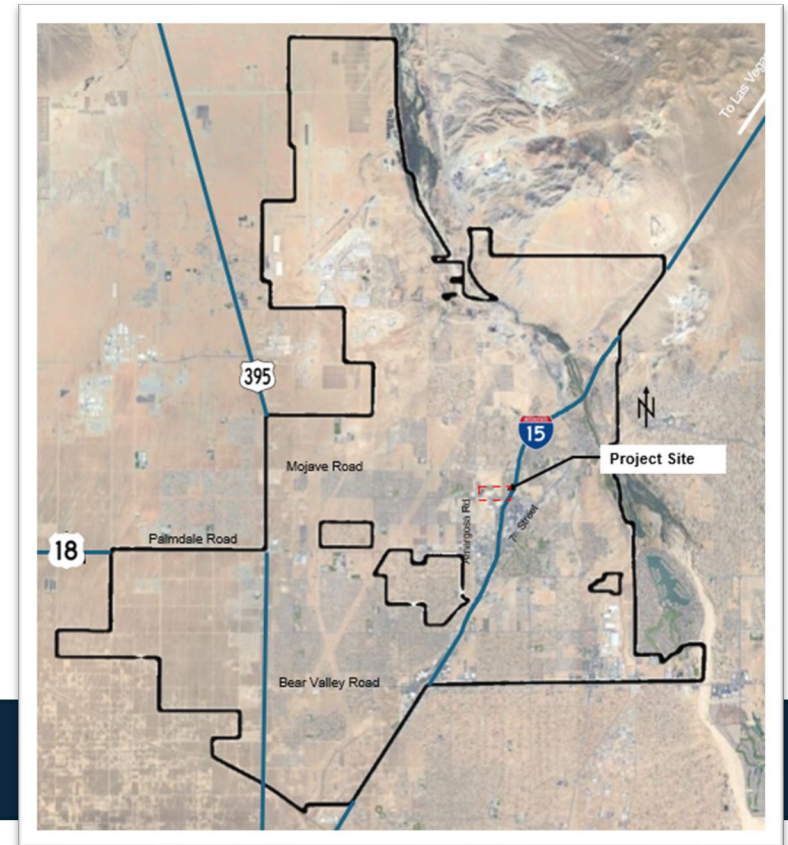 To Las Vegas
395
15
Project Site
Mojave Road
Amargosa Rd
7th Street
18
Palmdale Road
Bear Valley Road
N